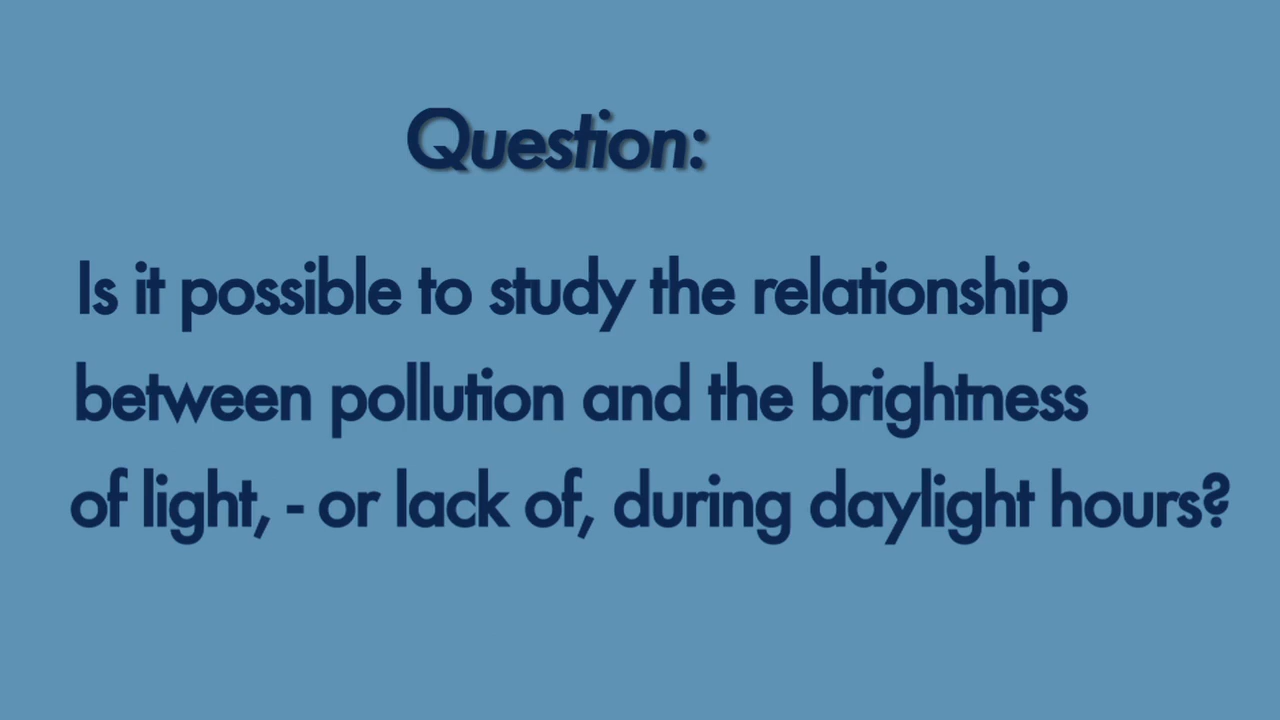 Question:
Is it possible to study the relationship
between pollution and the brightness
of light, - or lack of, during daylight hours?